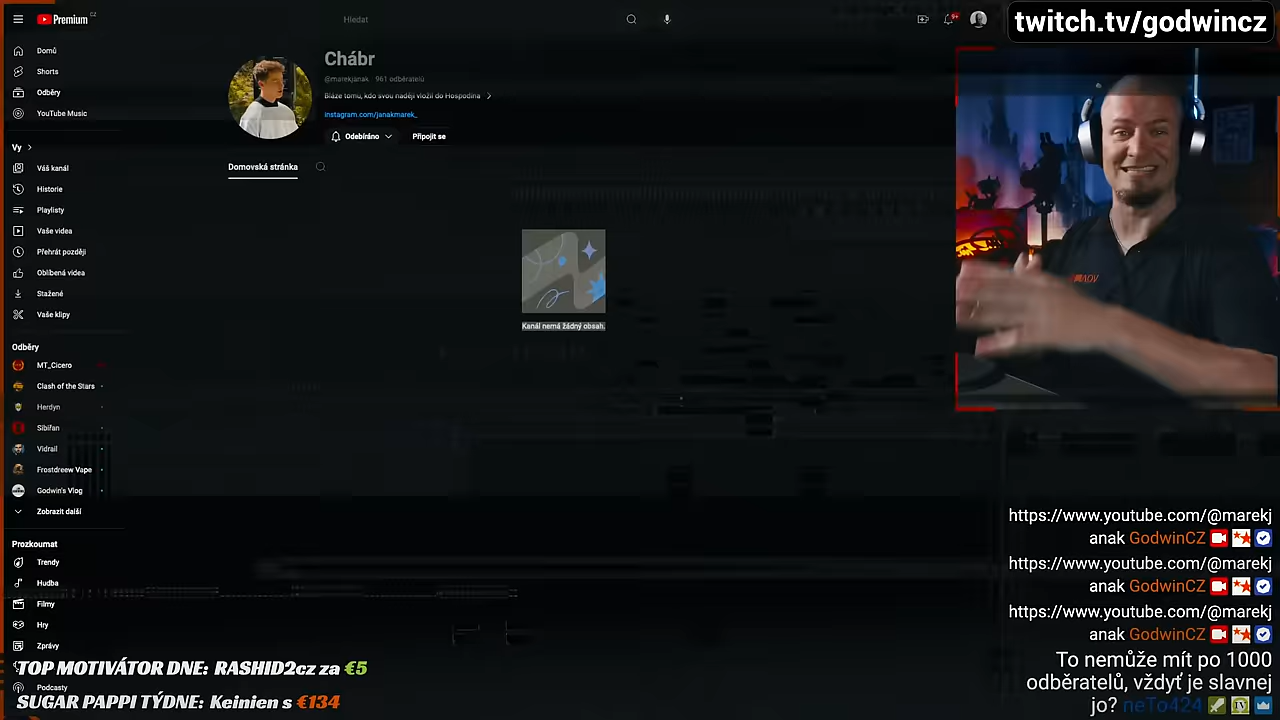 Premium CZ
Hledat
9+
twitch.tv/godwincz
Domů
Shorts
Odběry
YouTube Music
Vy
Váš kanál
Historie
Playlisty
Vaše videa
Přehrát později
Oblíbená videa
Stažené
Vaše klipy
Odběry
MT_Cicero
Clash of the Stars
Herdyn
Sibiřan
Vidrail
Frostdreew Vape
Godwin's Vlog
Zobrazit další
Prozkoumat
Trendy
Hudba
Filmy
Hry
Zprávy
Podcasty
Chábr
@marekjanak 961 odběratelů
Blaze tomu, kdo svou naději vložil do Hospodina
instagram.com/janakmarek_
Odebíráno
Připojit se
Domovská stránka
Kanál nemá žádný obsah.
https://www.youtube.com/@marekj
anak GodwinCZ
https://www.youtube.com/@marekj
anak GodwinCZ
https://www.youtube.com/@marekj
anak GodwinCZ
To nemůže mít po 1000
odběratelů, vždyť je slavnej
jo? neTo424
TOP MOTIVÁTOR DNE: RASHID2cz za €5
SUGAR PAPPI TÝDNE: Keinien s €134